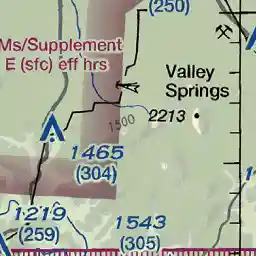 (250)
Ms/Supplement
E (sfc) eff hrs
Valley
Springs
1500
2213
1465
(304)
1219
(259)
1543
(305)